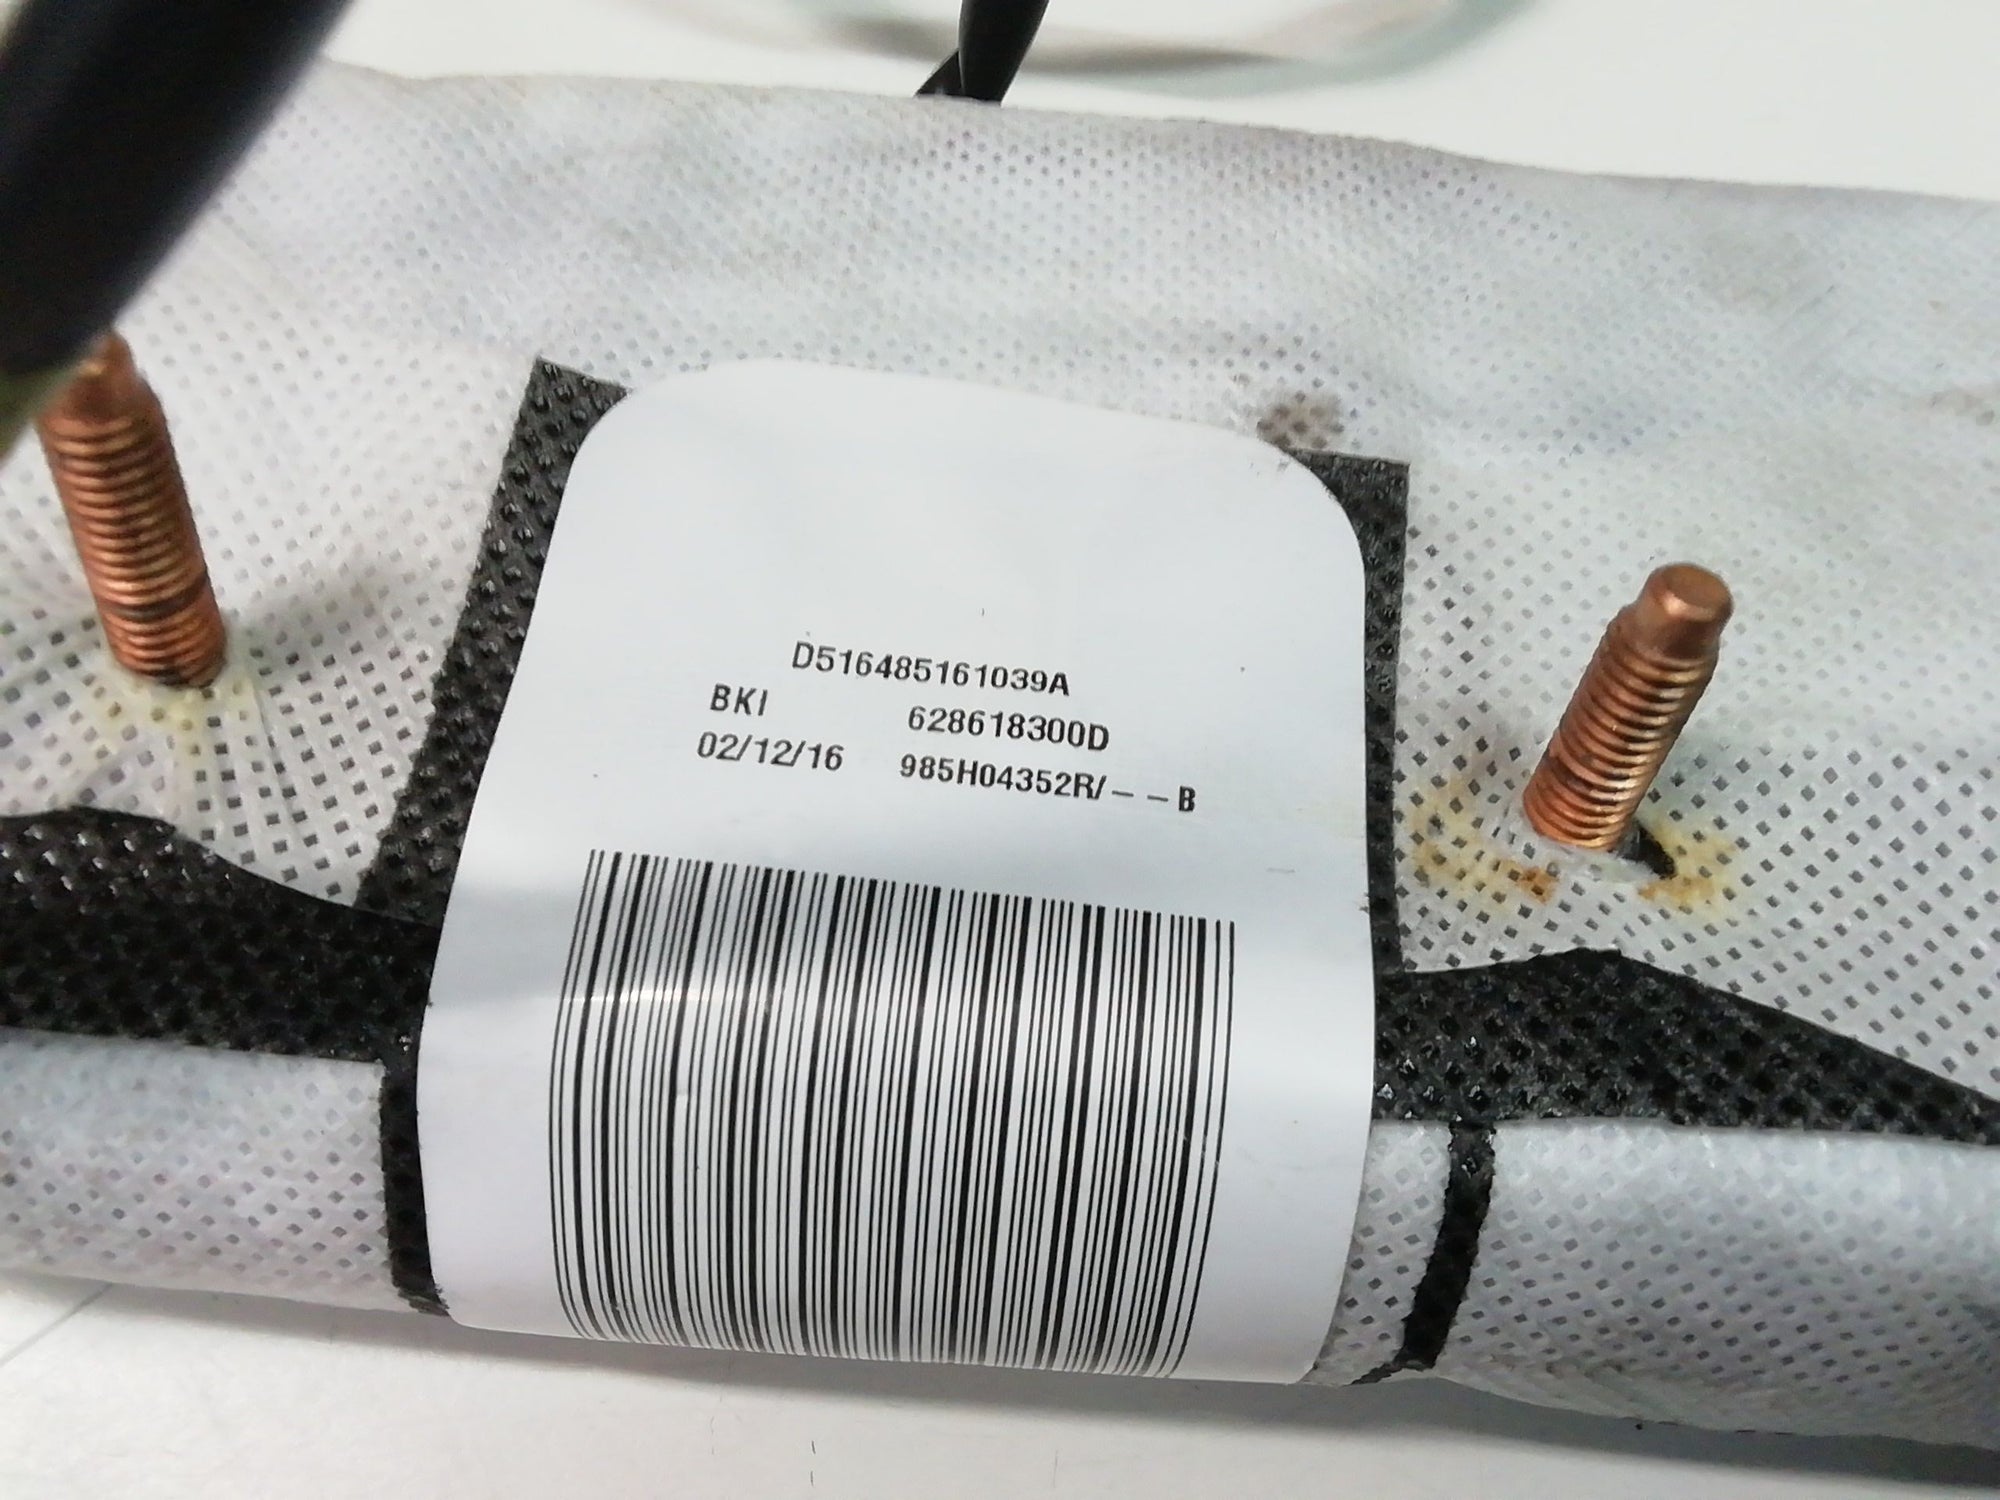 D516485161039A
BKI 628618300D
02/12/16 985H04352R/--B